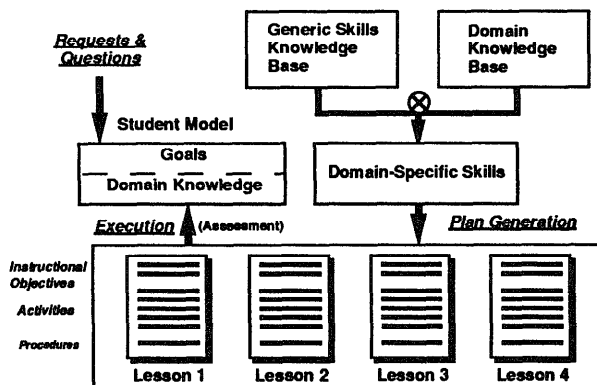 Requests &
Questions
Generic Skills
Knowledge
Base
Domain
Knowledge
Base
Student Model
Goals
Domain Knowledge
Domain-Specific Skills
Execution (Assessment)
Plan Generation
Instructional
Objectives
Activities
Procedures
Lesson 1
Lesson 2
Lesson 3
Lesson 4